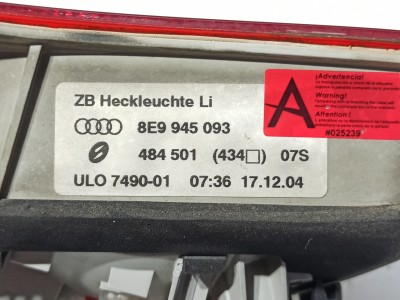 ZB Heckleuchte Li
8E9 945 093
484 501 (434□) 07S
ULO 7490-01 07:36 17.12.04
¡Advertencia!
A
Warning!
Attention !
#025239